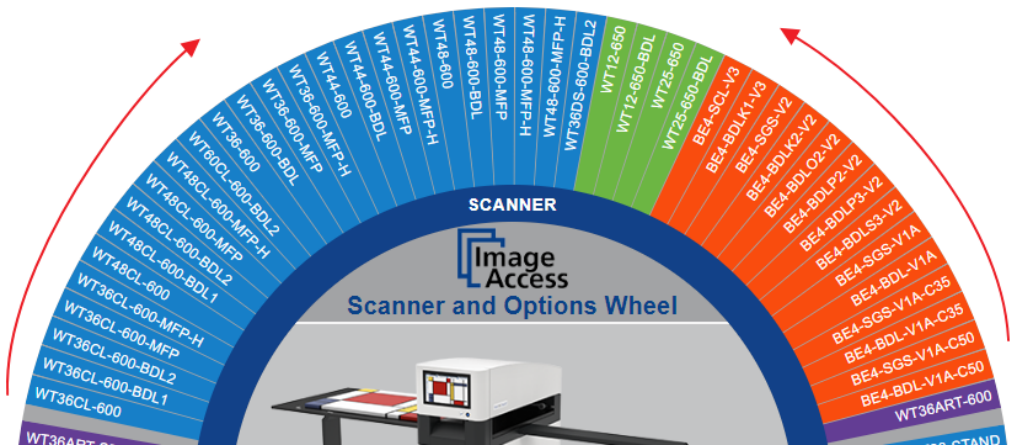 WT36CL-600
WT36CL-600-BDL1
WT36CL-600-BDL2
WT36CL-600-MFP
WT36CL-600-MFP-H
WT48CL-600
WT48CL-600-BDL1
WT48CL-600-BDL2
WT48CL-600-MFP
WT48CL-600-MFP-H
WT60CL-600-BDL2
WT36-600
WT36-600-BDL
WT36-600-MFP
WT36-600-MFP-H
WT44-600
WT44-600-BDL
WT44-600-MFP
WT44-600-MFP-H
WT48-600
WT48-600-BDL
WT48-600-MFP
WT48-600-MFP-H
WT48-600-MFP-H
WT36DS-600-BDL2
WT12-650
WT12-650-BDL
WT25-650
WT25-650-BDL
BE4-SCL-V3
BE4-BDLK1-V3
BE4-SGS-V2
BE4-BDLK2-V2
BE4-BDLO2-V2
BE4-BDLP2-V2
BE4-BDLP3-V2
BE4-BDLS3-V2
BE4-SGS-V1A
BE4-BDL-V1A
BE4-SGS-V1A-C35
BE4-BDL-V1A-C35
BE4-SGS-V1A-C50
BE4-BDL-V1A-C50
WT36ART-600
SCANNER
Image
Access
Scanner and Options Wheel